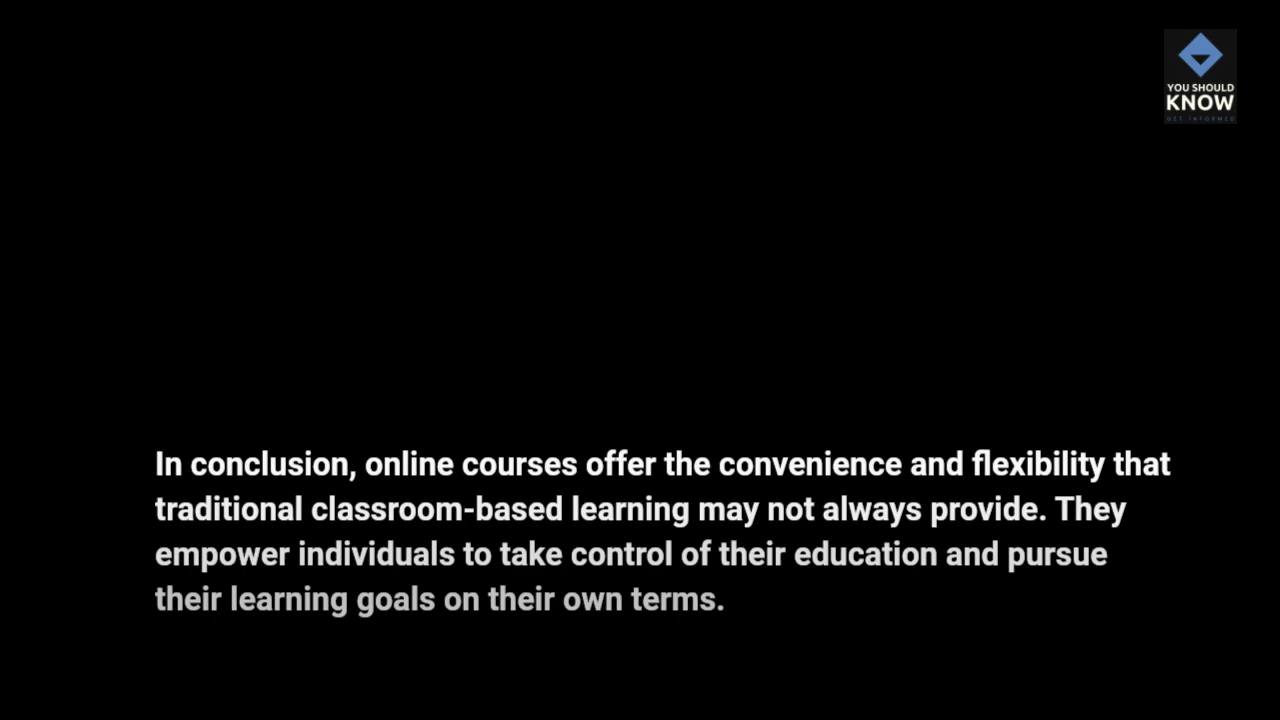 YOU SHOULD
KNOW
GET INFORMED
In conclusion, online courses offer the convenience and flexibility that
traditional classroom-based learning may not always provide. They
empower individuals to take control of their education and pursue
their learning goals on their own terms.